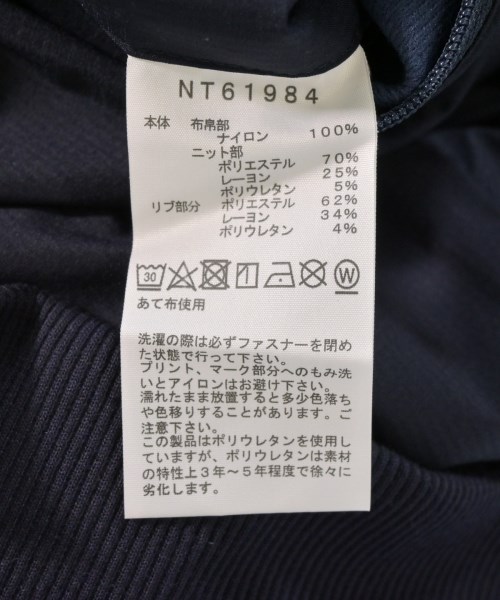 NT61984
本体 布帛部
ナイロン 100%
ニット部
ポリエステル 70%
レーヨン 25%
ポリウレタン 5%
リブ部分 ポリエステル 62%
レーヨン 34%
ポリウレタン 4%
30 W
あて布使用
洗濯の際は必ずファスナーを閉め
た状態で行って下さい。
プリント、マーク部分へのもみ洗
いとアイロンはお避け下さい。
濡れたまま放置すると多少色落ち
や色移りすることがあります。ご
注意下さい。
この製品はポリウレタンを使用し
ていますが、ポリウレタンは素材
の特性上3年～5年程度で徐々に
劣化します。